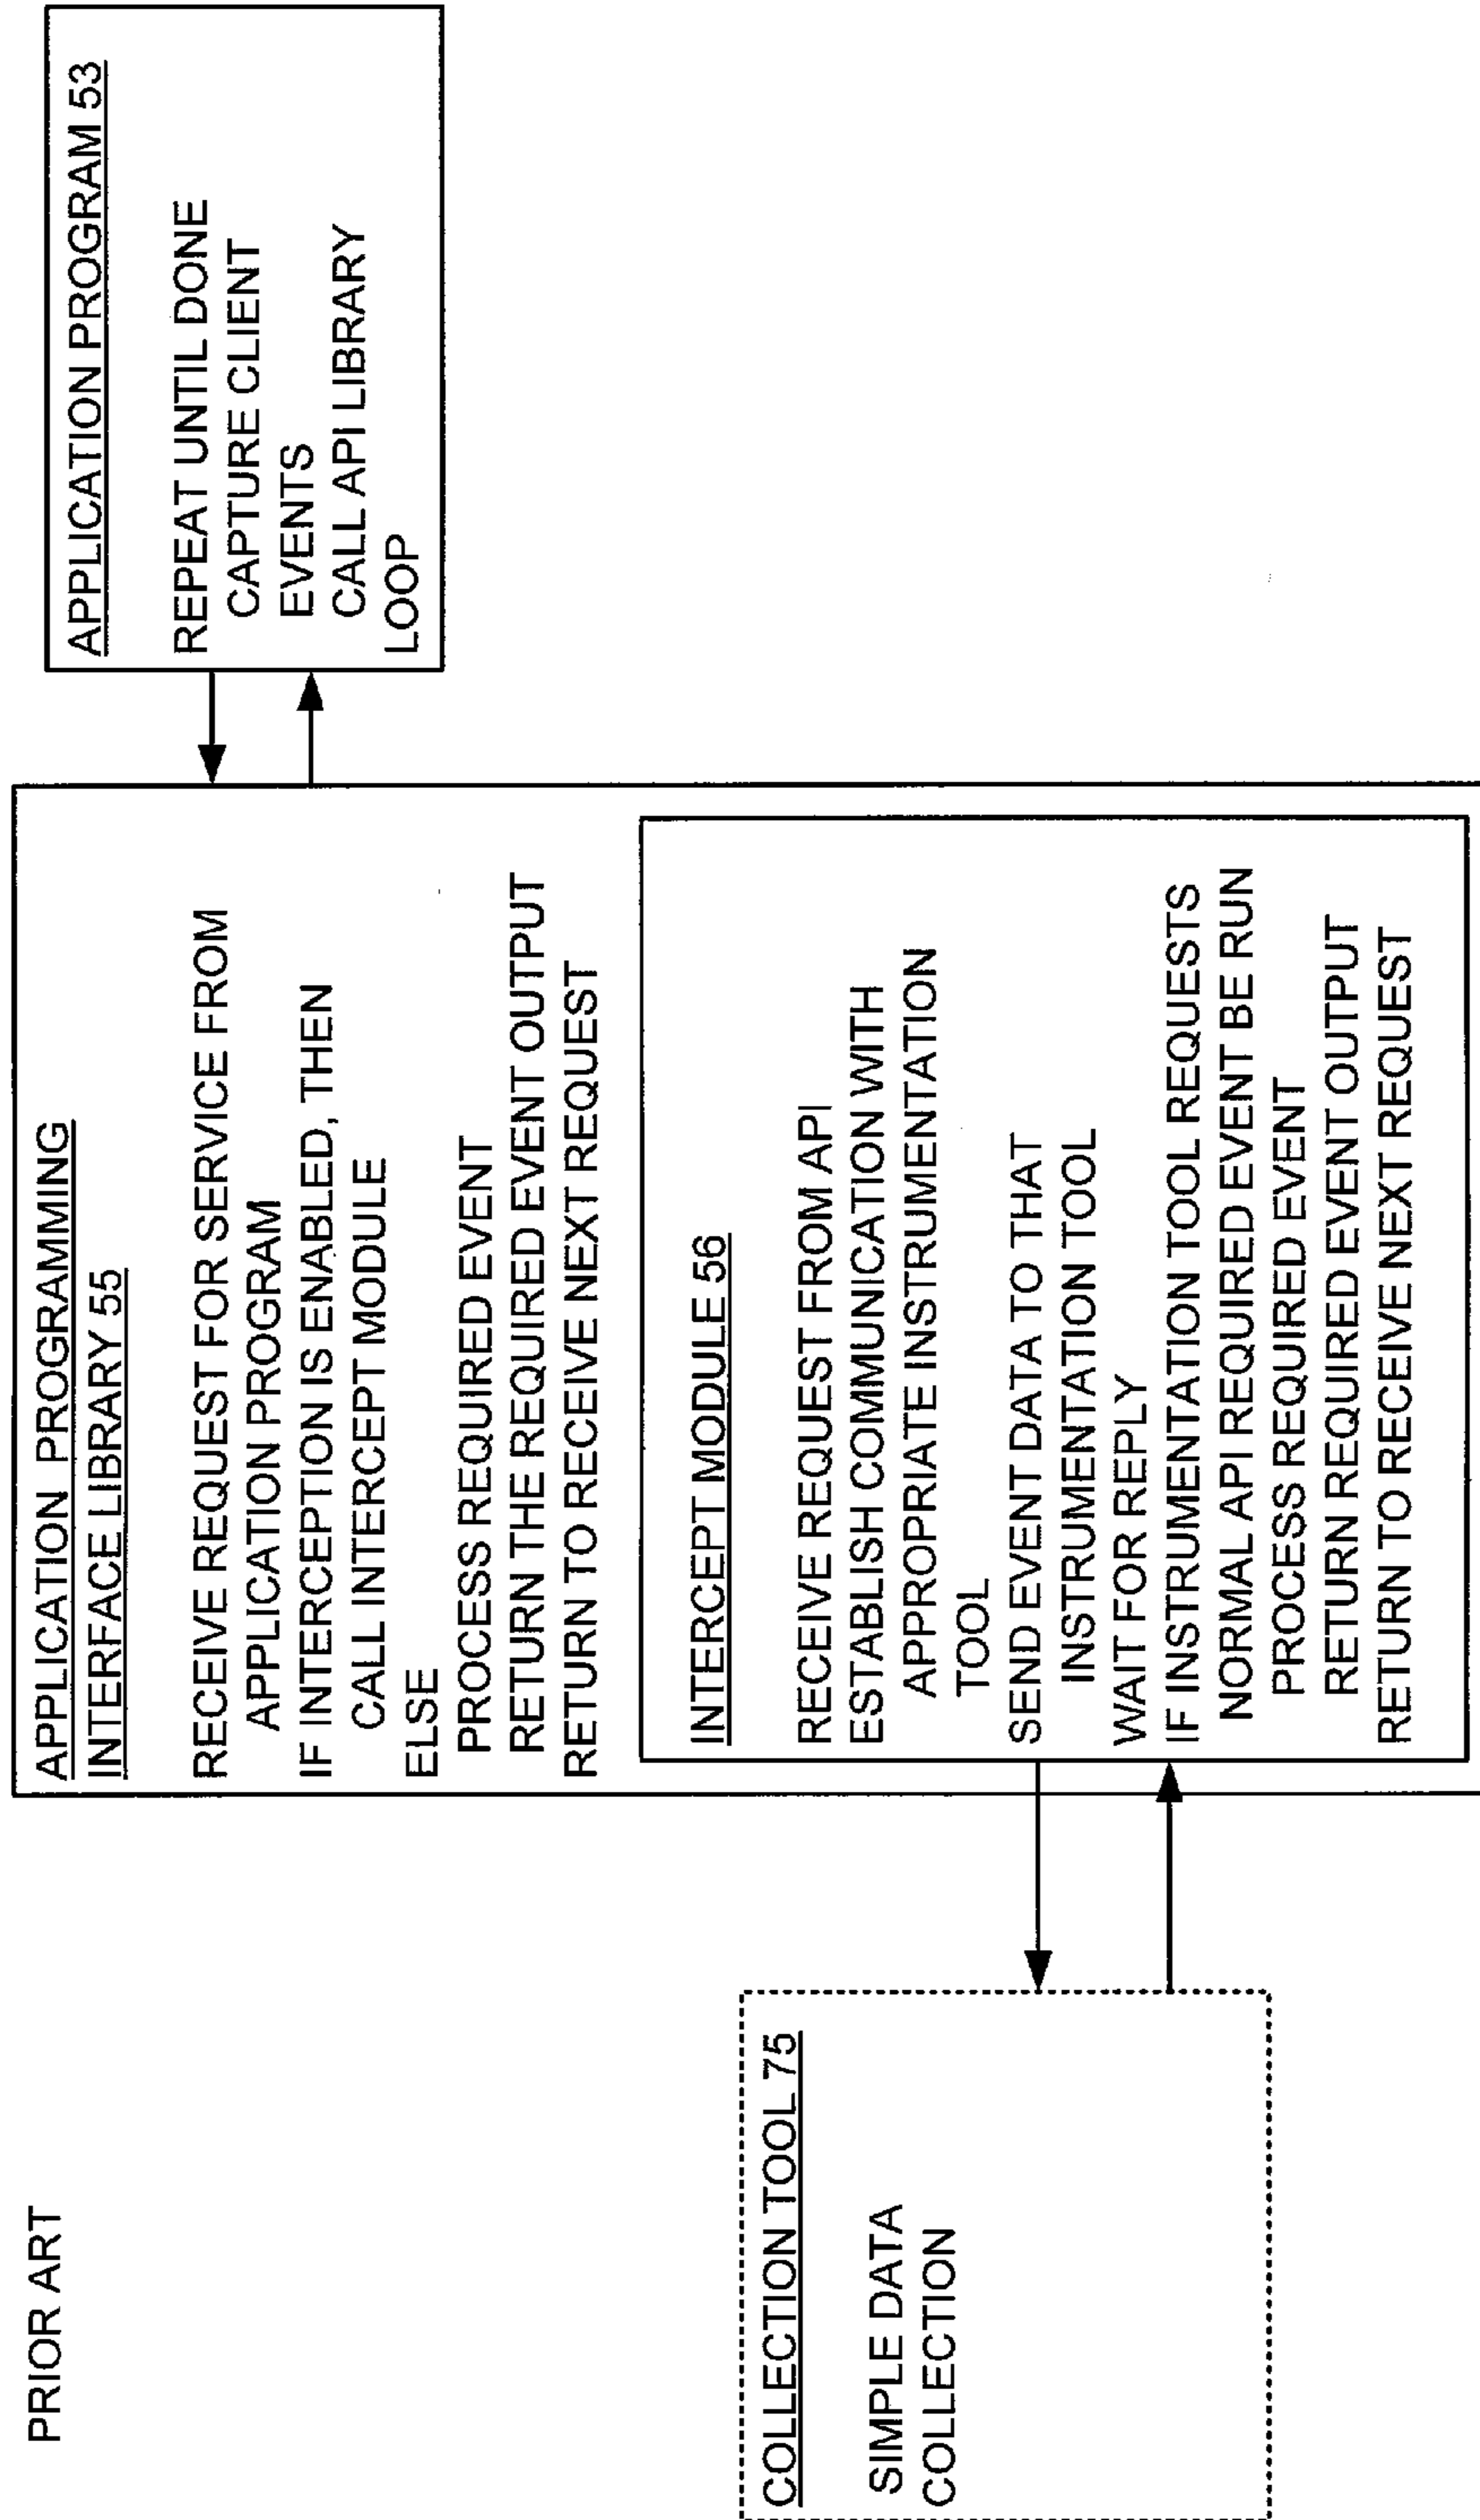 PRIOR ART
COLLECTION TOOL 75
SIMPLE DATA
COLLECTION
APPLICATION PROGRAMMING
INTERFACE LIBRARY 55
RECEIVE REQUEST FOR SERVICE FROM
APPLICATION PROGRAM
IF INTERCEPTION IS ENABLED, THEN
CALL INTERCEPT MODULE
ELSE
PROCESS REQUIRED EVENT
RETURN THE REQUIRED EVENT OUTPUT
RETURN TO RECEIVE NEXT REQUEST
INTERCEPT MODULE 56
RECEIVE REQUEST FROM API
ESTABLISH COMMUNICATION WITH
APPROPRIATE INSTRUMENTATION
TOOL
SEND EVENT DATA TO THAT
INSTRUMENTATION TOOL
WAIT FOR REPLY
IF INSTRUMENTATION TOOL REQUESTS
NORMAL API REQUIRED EVENT BE RUN
PROCESS REQUIRED EVENT
RETURN REQUIRED EVENT OUTPUT
RETURN TO RECEIVE NEXT REQUEST
APPLICATION PROGRAM 53
REPEAT UNTIL DONE
CAPTURE CLIENT
EVENTS
CALL API LIBRARY
LOOP